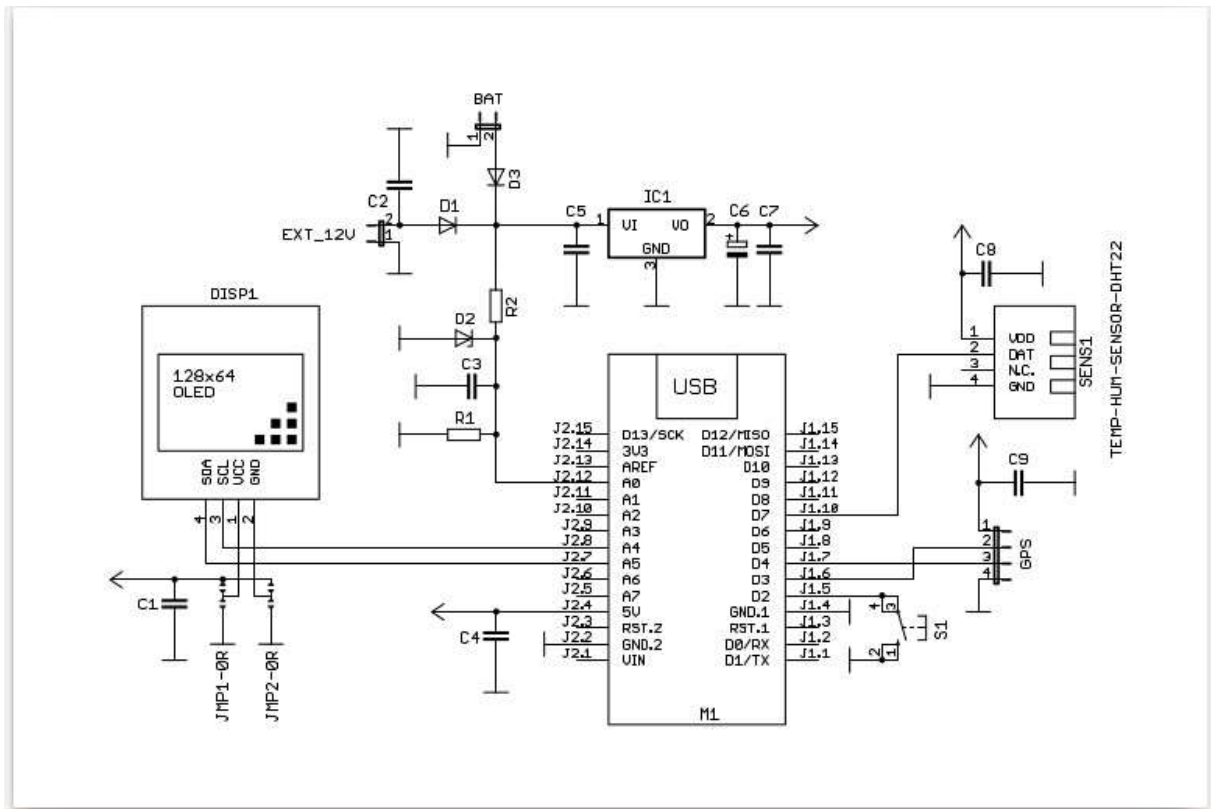 BAT
1
2
D3
C2
D1
2
1
EXT_12V
C5
1
IC1
VI
VO
GND
3
2
C6
+
C7
R2
D2
C3
R1
DISP1
128x64
OLED
SDA
SCL
VCC
GND
4
3
1
2
C1
JMP1-0R
JMP2-0R
C4
USB
J2.15
D13/SCK
D12/MISO
J1.15
J2.14
3V3
D11/MOSI
J1.14
J2.13
AREF
D10
J1.13
J2.12
A0
D9
J1.12
J2.11
A1
D8
J1.11
J2.10
A2
D7
J1.10
J2.9
A3
D6
J1.9
J2.8
A4
D5
J1.8
J2.7
A5
D4
J1.7
J2.6
A6
D3
J1.6
J2.5
A7
D2
J1.5
J2.4
5V
GND.1
J1.4
J2.3
RST.2
RST.1
J1.3
J2.2
GND.2
D0/RX
J1.2
J2.1
VIN
D1/TX
J1.1
M1
C8
1
VDD
2
DAT
3
N.C.
4
GND
SENS1
TEMP-HUM-SENSOR-DHT22
C9
1
2
3
4
GPS
4
3
2
1
S1